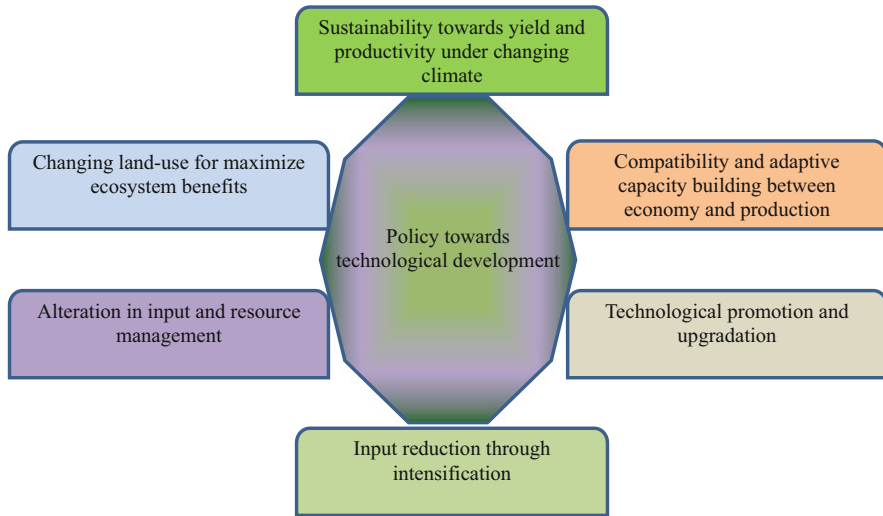 Sustainability towards yield and
productivity under changing
climate
Changing land-use for maximize
ecosystem benefits
Compatibility and adaptive
capacity building between
economy and production
Policy towards
technological development
Alteration in input and resource
management
Technological promotion and
upgradation
Input reduction through
intensification